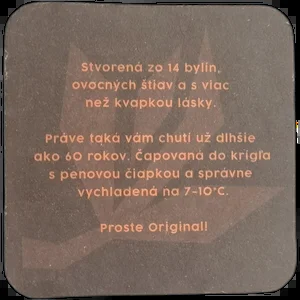 Stvorená zo 14 bylín,
ovocných štiav a s viac
než kvapkou lásky.
Práve taká vám chutí už dlhšie
ako 60 rokov. Čapovaná do krígľa
s penovou čiapkou a správne
vychladená na 7-10°C.
Proste Originál!